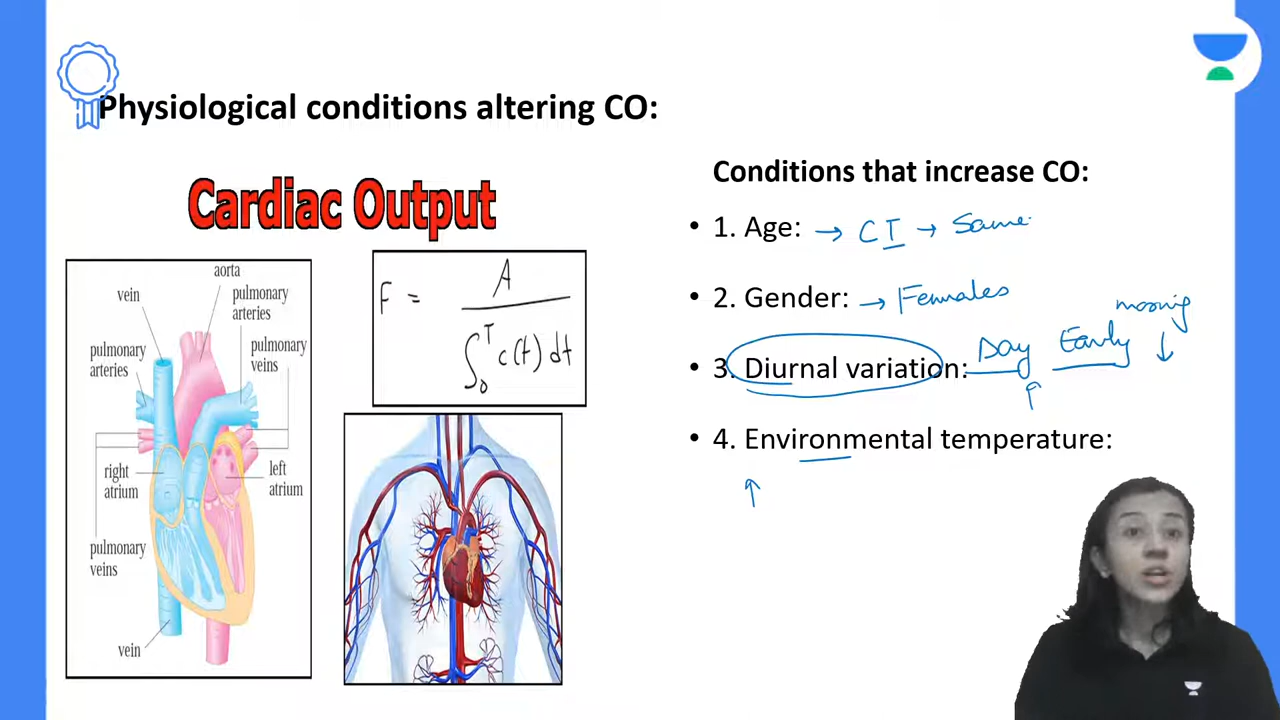 Physiological conditions altering CO:
Cardiac Output
aorta
vein
pulmonary
arteries
pulmonary
arteries
pulmonary
veins
right
atrium
left
atrium
pulmonary
veins
vein
F = A / ∫₀ᵀ c(t) dt
Conditions that increase CO:
• 1. Age: → CI → Same
• 2. Gender: → Females
• 3. Diurnal variation: Day ↑ Early morning ↓
• 4. Environmental temperature:
↑